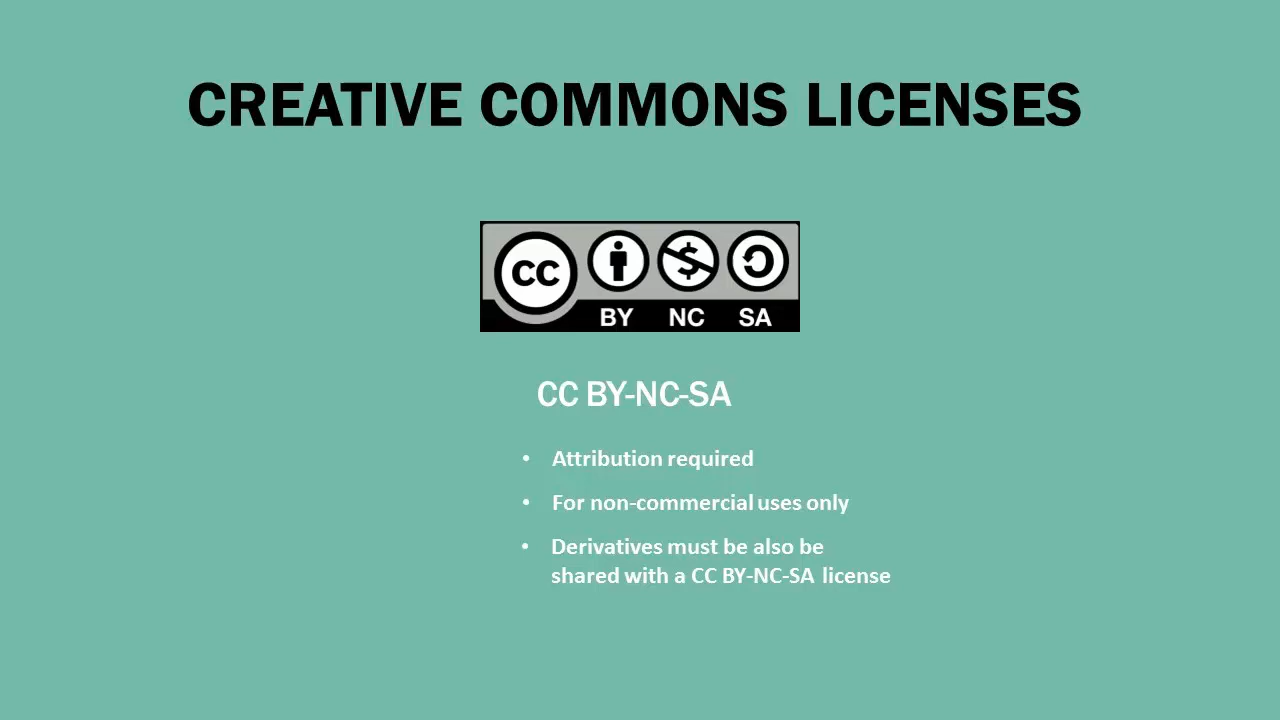 CREATIVE COMMONS LICENSES
CC
BY NC SA
CC BY-NC-SA
• Attribution required
• For non-commercial uses only
• Derivatives must be also be
shared with a CC BY-NC-SA license